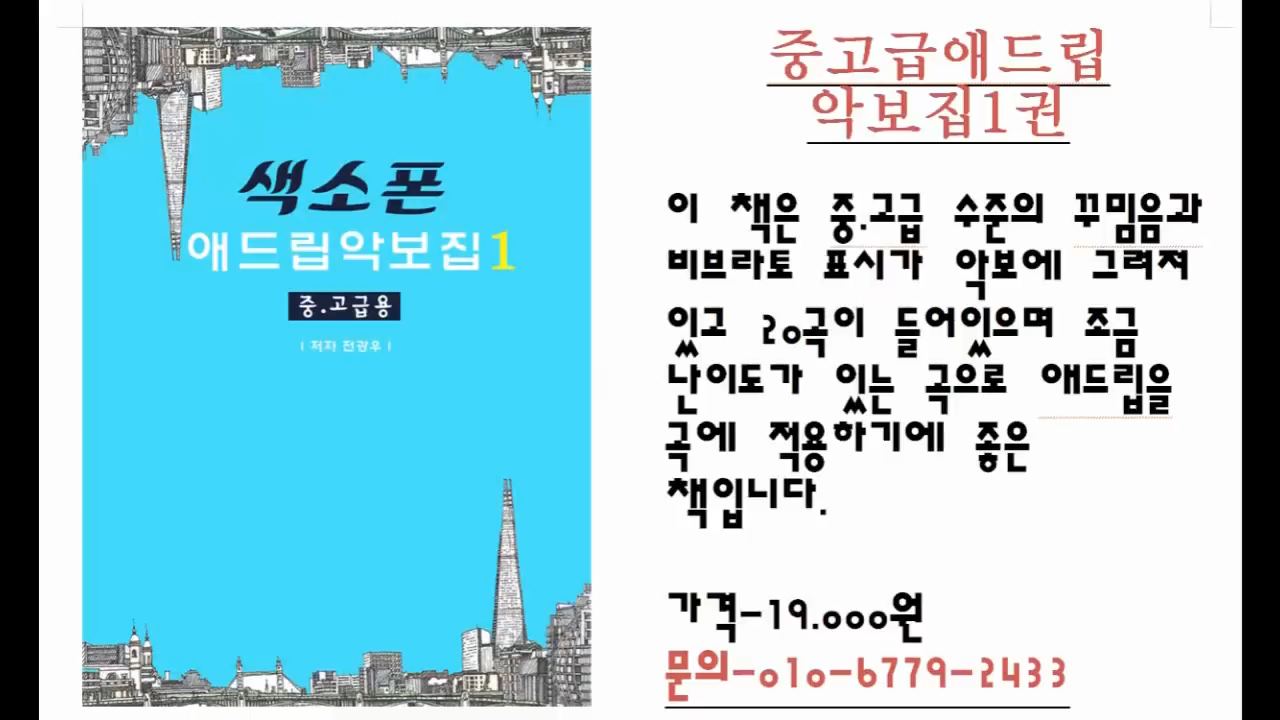 색소폰
애드립악보집1
중.고급용
| 저자 전광우 |
중고급애드립
악보집1권
이 책은 중.고급 수준의 꾸밈음과
비브라토 표시가 악보에 그려져
있고 20곡이 들어있으며 조금
난이도가 있는 곡으로 애드립을
곡에 적용하기에 좋은
책입니다.
가격-19.000원
문의-010-6779-2433